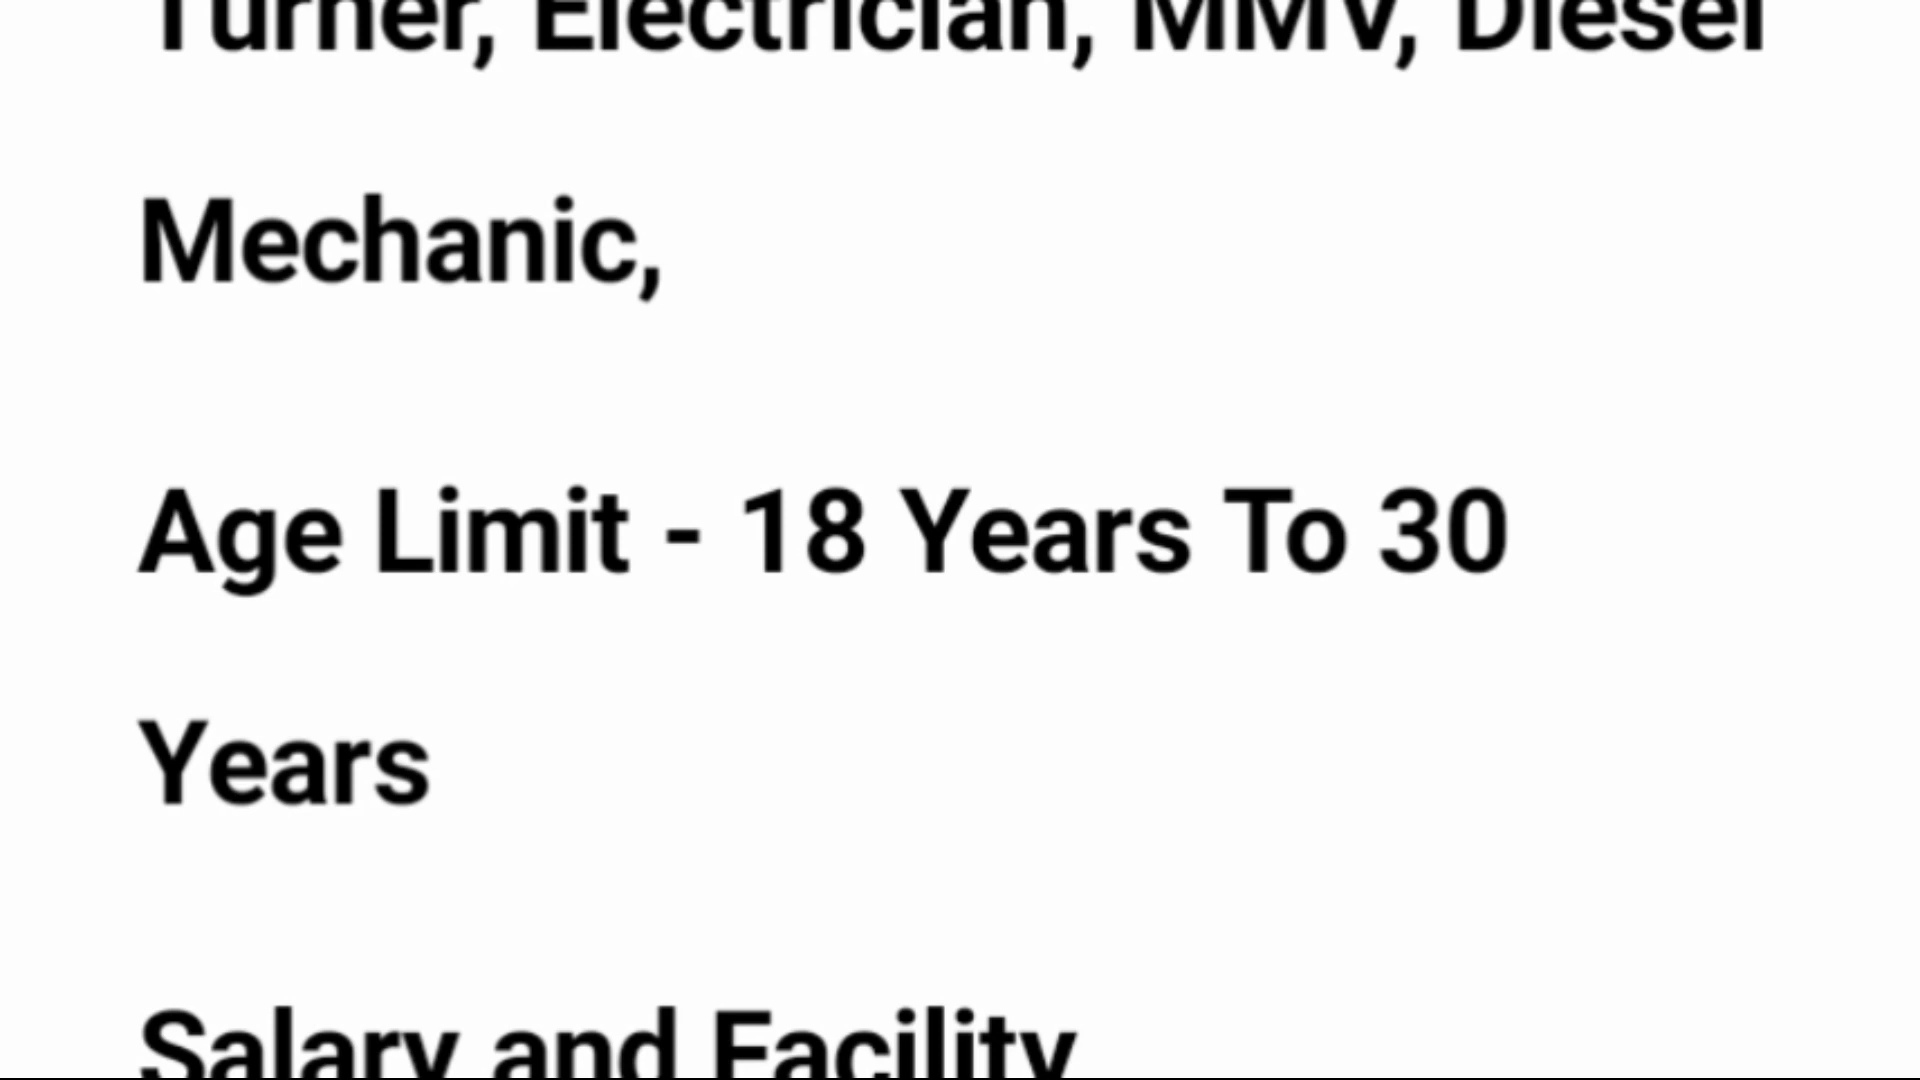 Turner, Electrician, MMV, Diesel
Mechanic,
Age Limit - 18 Years To 30
Years
Salary and Facility